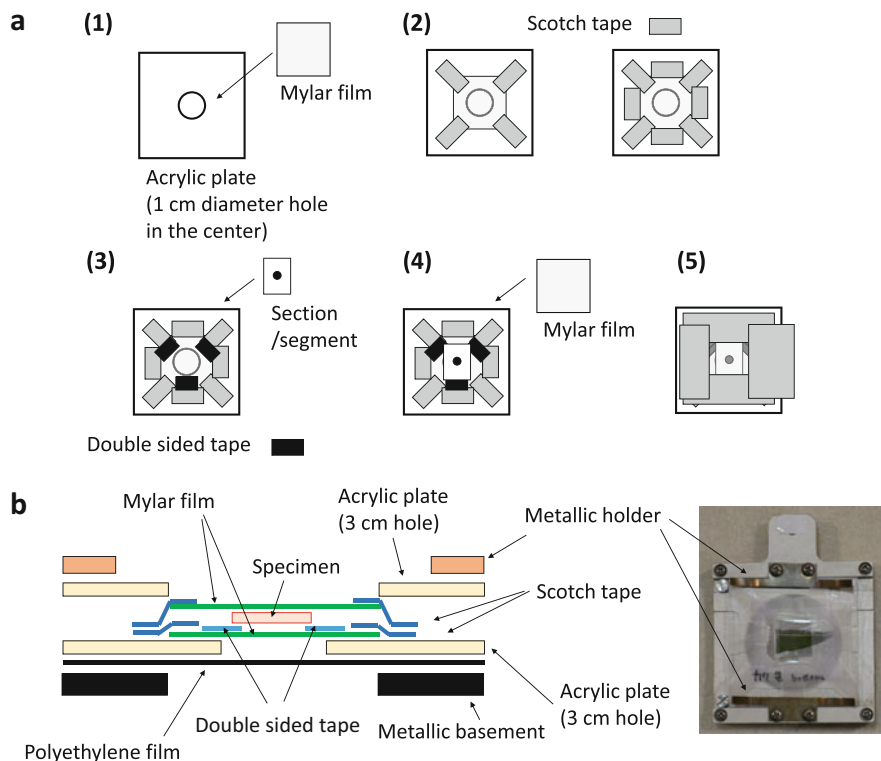 a
(1)
Mylar film
Acrylic plate
(1 cm diameter hole
in the center)
(2)
Scotch tape
(3)
Section
/segment
Double sided tape
(4)
Mylar film
(5)
b
Mylar film
Acrylic plate
(3 cm hole)
Metallic holder
Specimen
Scotch tape
Acrylic plate
(3 cm hole)
Double sided tape
Metallic basement
Polyethylene film